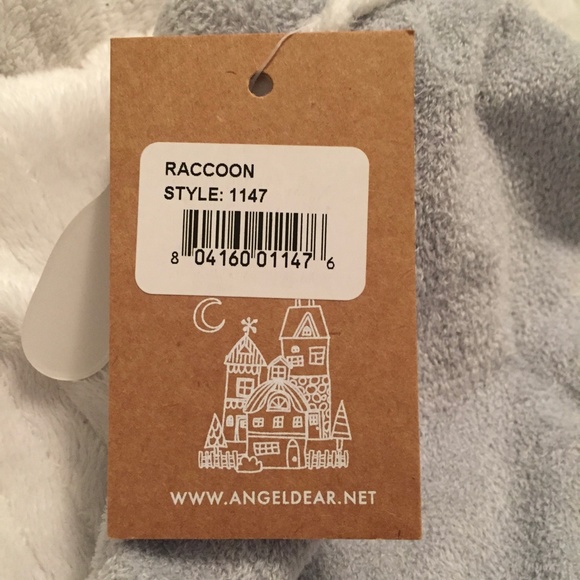 RACCOON
STYLE: 1147
8 04160 01147 6
WWW.ANGELDEAR.NET